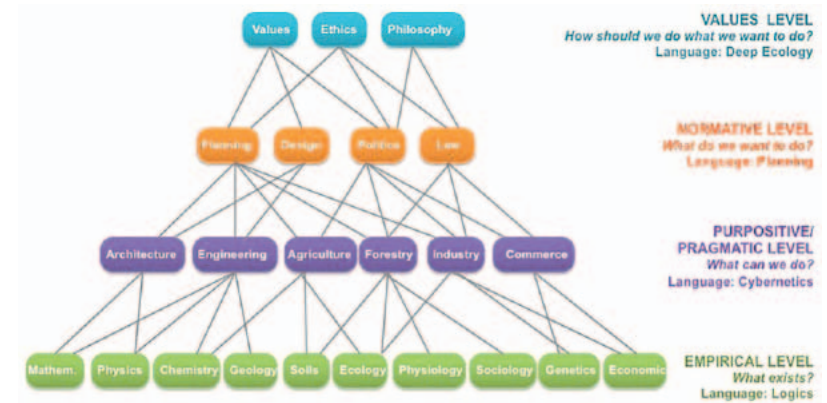 Values Ethics Philosophy
VALUES LEVEL
How should we do what we want to do?
Language: Deep Ecology
Planning Design Politics Law
NORMATIVE LEVEL
What do we want to do?
Language: Planning
Architecture Engineering Agriculture Forestry Industry Commerce
PURPOSITIVE/
PRAGMATIC LEVEL
What can we do?
Language: Cybernetics
Mathem. Physics Chemistry Geology Soils Ecology Physiology Sociology Genetics Economic
EMPIRICAL LEVEL
What exists?
Language: Logics